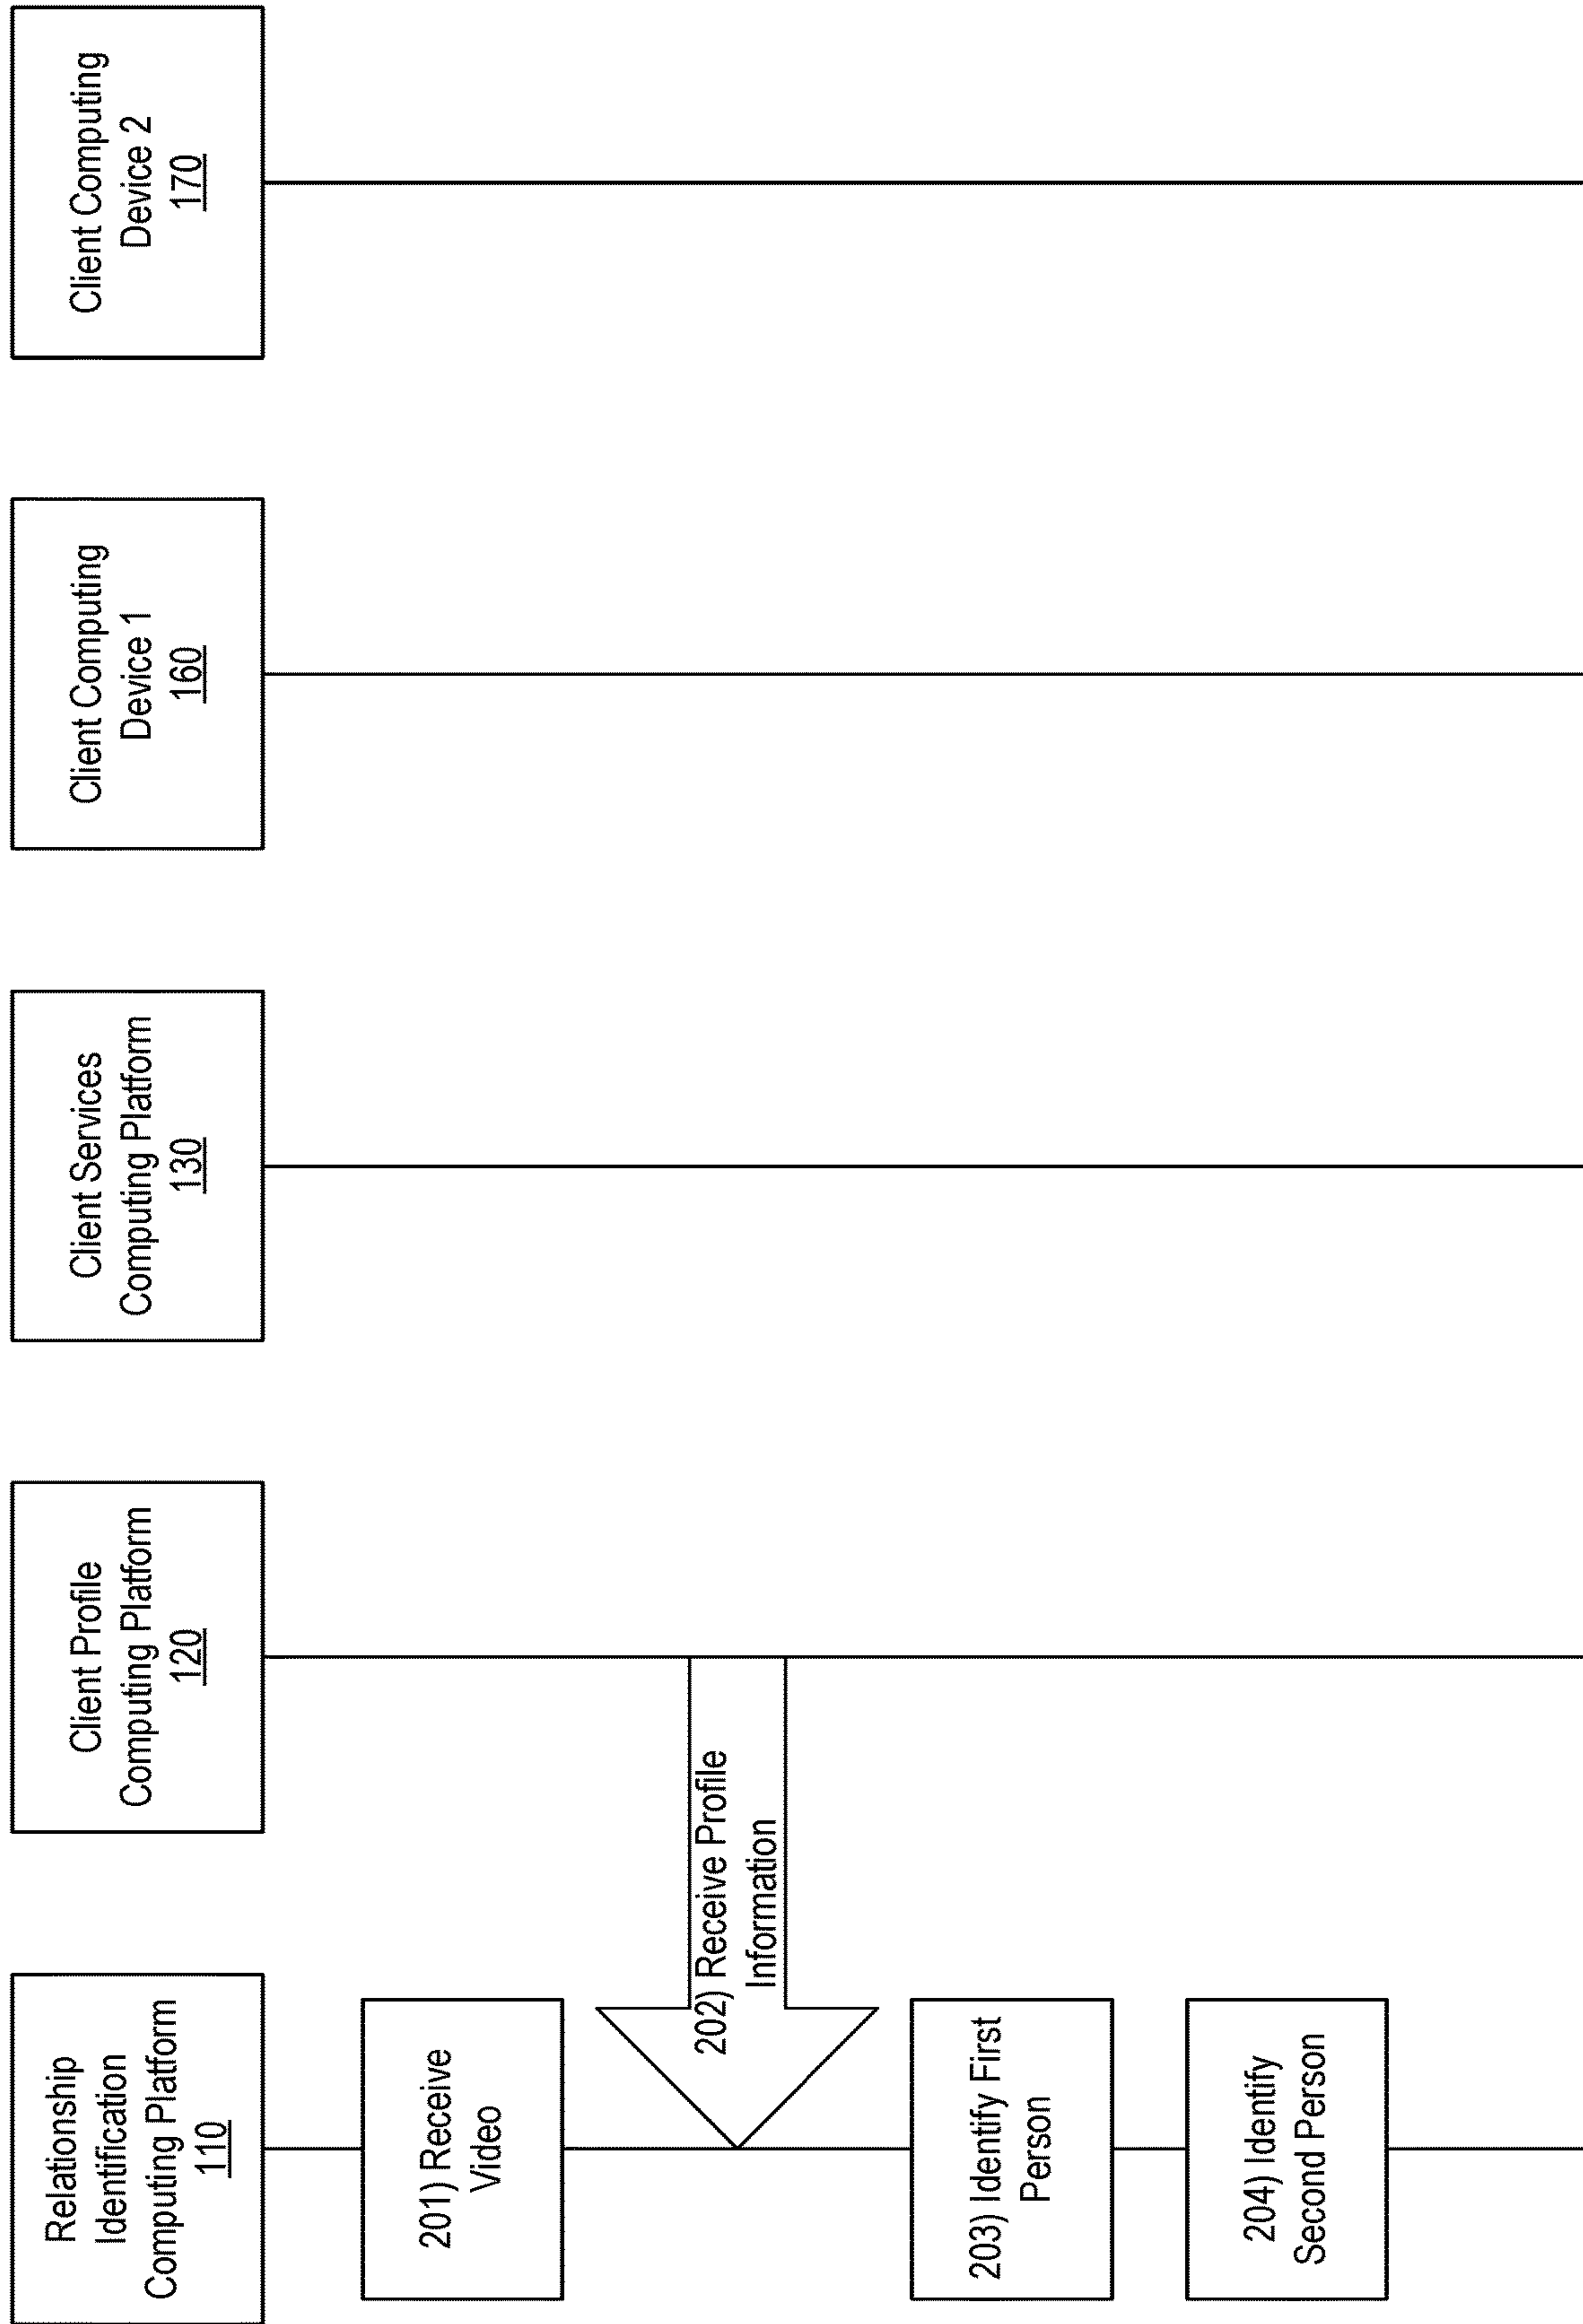 Relationship
Identification
Computing Platform
110
Client Profile
Computing Platform
120
Client Services
Computing Platform
130
Client Computing
Device 1
160
Client Computing
Device 2
170
201) Receive
Video
202) Receive Profile
Information
203) Identify First
Person
204) Identify
Second Person